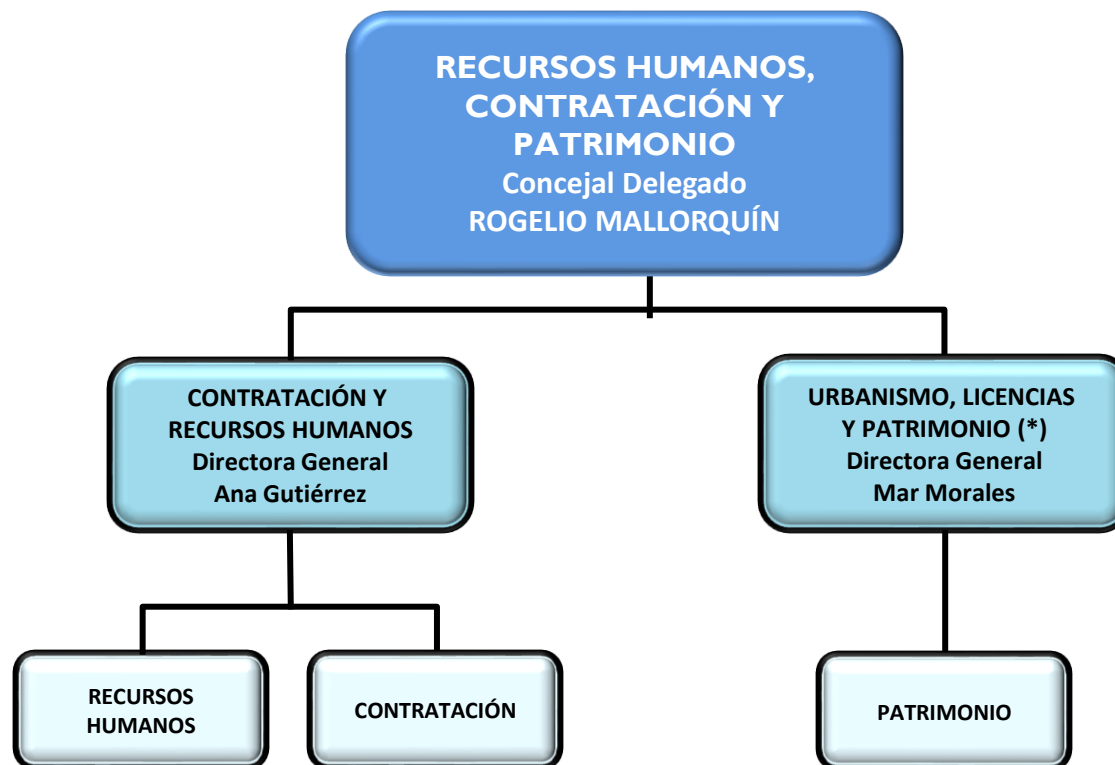 RECURSOS HUMANOS,
CONTRATACIÓN Y
PATRIMONIO
Concejal Delegado
ROGELIO MALLORQUÍN
CONTRATACIÓN Y
RECURSOS HUMANOS
Directora General
Ana Gutiérrez
URBANISMO, LICENCIAS
Y PATRIMONIO (*)
Directora General
Mar Morales
RECURSOS
HUMANOS
CONTRATACIÓN
PATRIMONIO